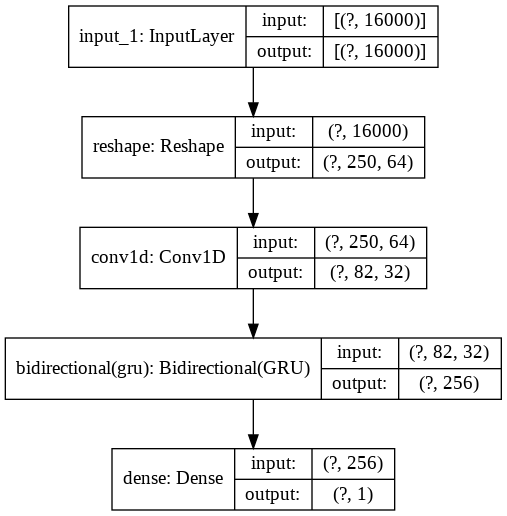 input_1: InputLayer
input: [(?, 16000)]
output: [(?, 16000)]
reshape: Reshape
input: (?, 16000)
output: (?, 250, 64)
conv1d: Conv1D
input: (?, 250, 64)
output: (?, 82, 32)
bidirectional(gru): Bidirectional(GRU)
input: (?, 82, 32)
output: (?, 256)
dense: Dense
input: (?, 256)
output: (?, 1)